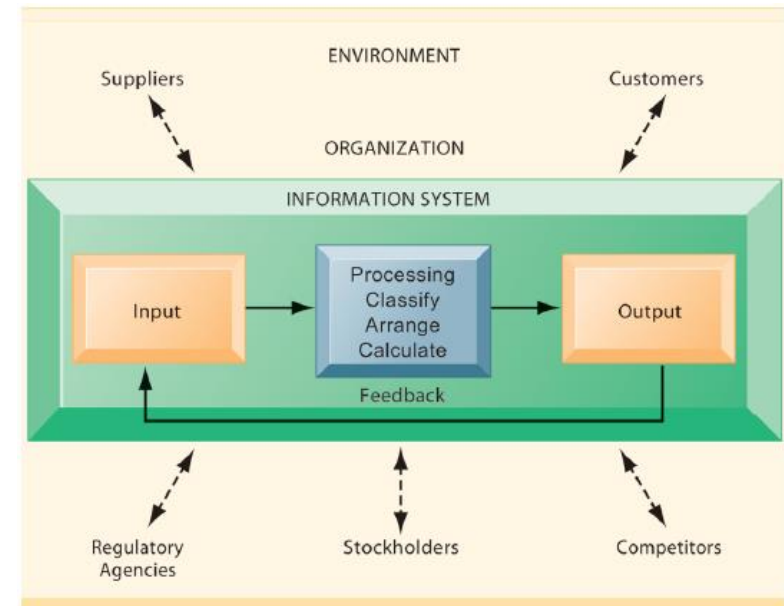 ENVIRONMENT
Suppliers
Customers
ORGANIZATION
INFORMATION SYSTEM
Input
Processing
Classify
Arrange
Calculate
Output
Feedback
Regulatory
Agencies
Stockholders
Competitors